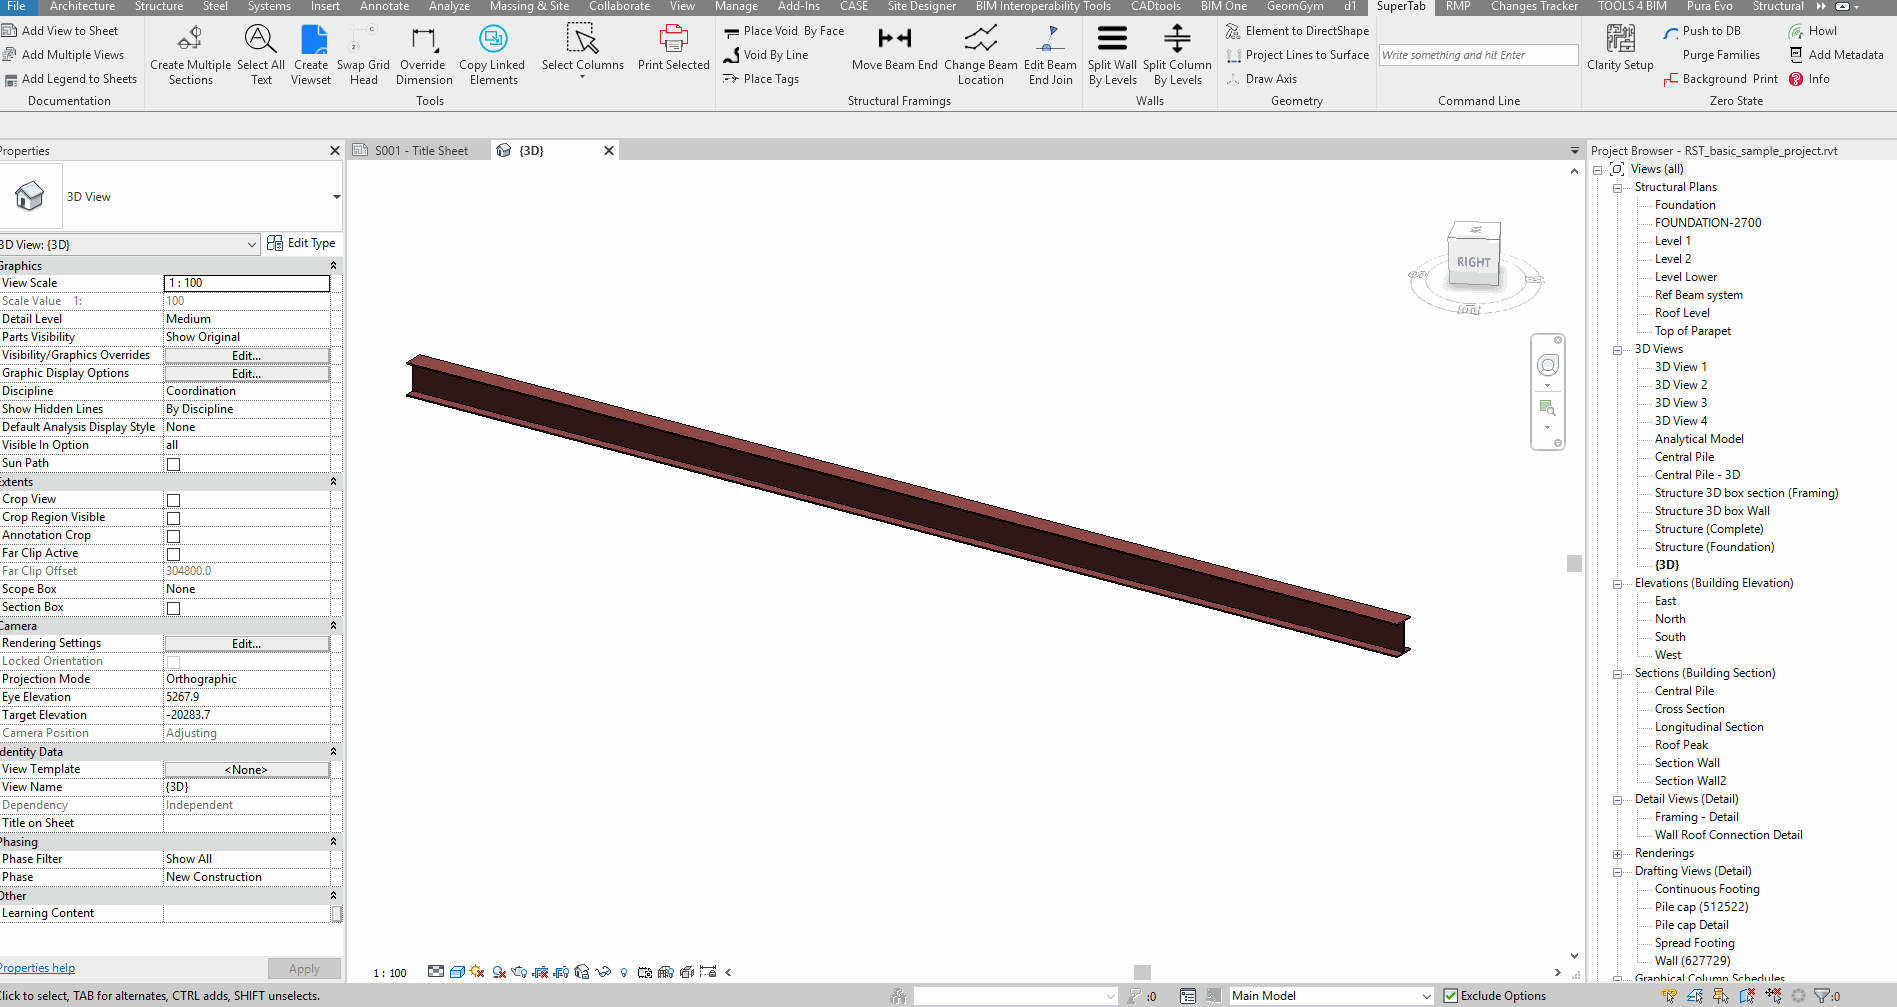 File Architecture Structure Steel Systems Insert Annotate Analyze Massing & Site Collaborate View Manage Add-Ins CASE Site Designer BIM Interoperability Tools CADtools BIM One GeomGym d1 SuperTab RMP Changes Tracker TOOLS 4 BIM Pura Evo Structural
Add View to Sheet
Add Multiple Views
Add Legend to Sheets
Documentation
Create Multiple Sections
Select All Text
Create Viewset
Swap Grid Head
Override Dimension
Copy Linked Elements
Tools
Select Columns
Print Selected
Place Void By Face
Void By Line
Place Tags
Move Beam End
Change Beam Location
Edit Beam End Join
Structural Framings
Split Wall By Levels
Split Column By Levels
Walls
Element to DirectShape
Project Lines to Surface
Draw Axis
Geometry
Write something and hit Enter
Command Line
Clarity Setup
Push to DB
Purge Families
Background Print
Howl
Add Metadata
Info
Zero State
Properties
3D View
3D View: {3D}
Edit Type
Graphics
View Scale 1 : 100
Scale Value 1: 100
Detail Level Medium
Parts Visibility Show Original
Visibility/Graphics Overrides Edit...
Graphic Display Options Edit...
Discipline Coordination
Show Hidden Lines By Discipline
Default Analysis Display Style None
Visible In Option all
Sun Path
Extents
Crop View
Crop Region Visible
Annotation Crop
Far Clip Active
Far Clip Offset 304800.0
Scope Box None
Section Box
Camera
Rendering Settings Edit...
Locked Orientation
Projection Mode Orthographic
Eye Elevation 5267.9
Target Elevation -20283.7
Camera Position Adjusting
Identity Data
View Template <None>
View Name {3D}
Dependency Independent
Title on Sheet
Phasing
Phase Filter Show All
Phase New Construction
Other
Learning Content
Properties help
Apply
S001 - Title Sheet
{3D}
RIGHT
1 : 100
Project Browser - RST_basic_sample_project.rvt
Views (all)
Structural Plans
Foundation
FOUNDATION-2700
Level 1
Level 2
Level Lower
Ref Beam system
Roof Level
Top of Parapet
3D Views
3D View 1
3D View 2
3D View 3
3D View 4
Analytical Model
Central Pile
Central Pile - 3D
Structure 3D box section (Framing)
Structure 3D box Wall
Structure (Complete)
Structure (Foundation)
{3D}
Elevations (Building Elevation)
East
North
South
West
Sections (Building Section)
Central Pile
Cross Section
Longitudinal Section
Roof Peak
Section Wall
Section Wall2
Detail Views (Detail)
Framing - Detail
Wall Roof Connection Detail
Renderings
Drafting Views (Detail)
Continuous Footing
Pile cap (512522)
Pile cap Detail
Spread Footing
Wall (627729)
Graphical Column Schedules
Click to select, TAB for alternates, CTRL adds, SHIFT unselects.
:0
Main Model
Exclude Options
:0